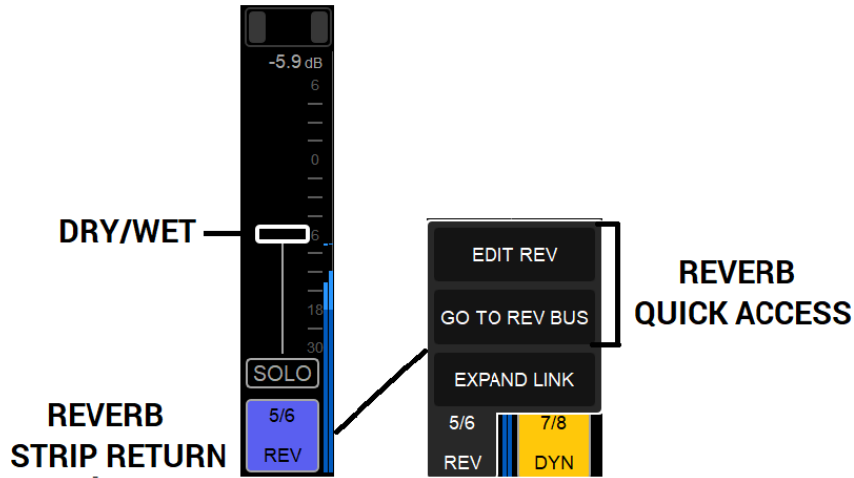 -5.9 dB
6
0
DRY/WET
6
18
30
SOLO
5/6
REV
REVERB
STRIP RETURN
EDIT REV
GO TO REV BUS
EXPAND LINK
5/6
REV
7/8
DYN
REVERB
QUICK ACCESS